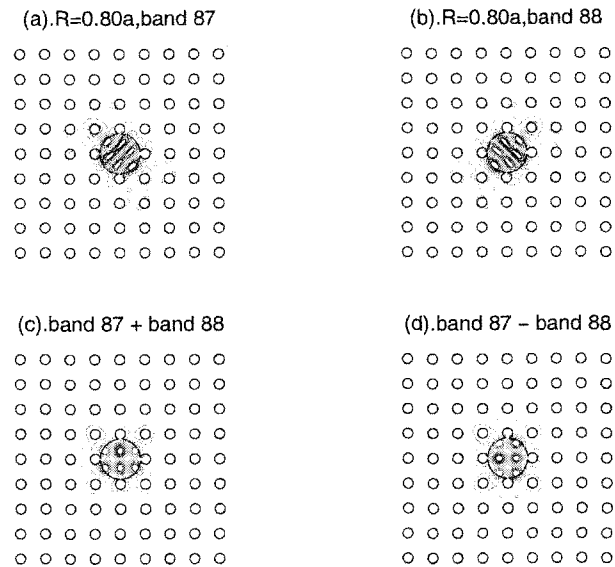 (a).R=0.80a,band 87
(b).R=0.80a,band 88
(c).band 87 + band 88
(d).band 87 − band 88